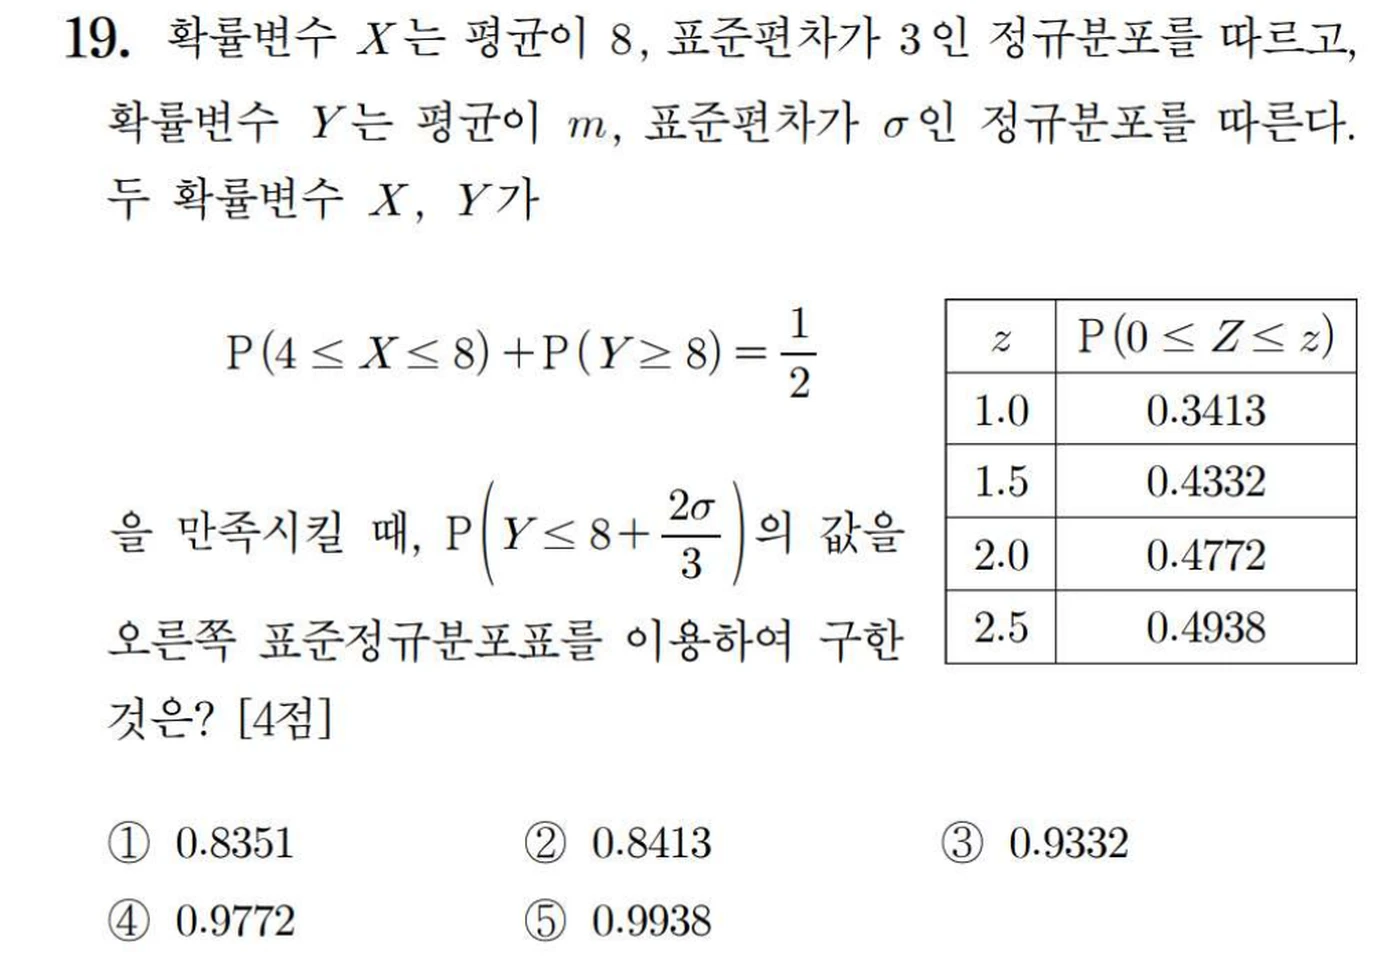 19. 확률변수 X는 평균이 8, 표준편차가 3인 정규분포를 따르고,
확률변수 Y는 평균이 m, 표준편차가 σ인 정규분포를 따른다.
두 확률변수 X, Y가
P(4 ≤ X ≤ 8) + P(Y ≥ 8) = 1/2
을 만족시킬 때, P(Y ≤ 8 + 2σ/3)의 값을
오른쪽 표준정규분포표를 이용하여 구한
것은? [4점]
z P(0 ≤ Z ≤ z)
1.0 0.3413
1.5 0.4332
2.0 0.4772
2.5 0.4938
① 0.8351 ② 0.8413 ③ 0.9332
④ 0.9772 ⑤ 0.9938